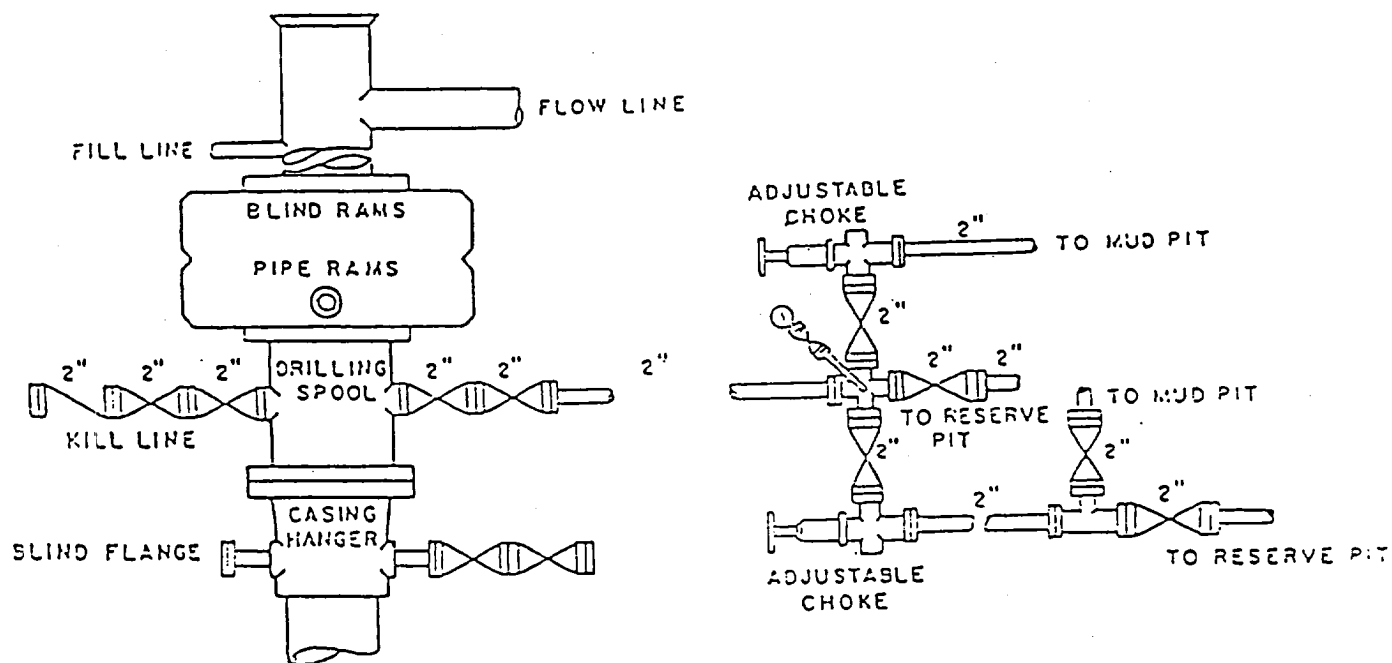 FLOW LINE
FILL LINE
BLIND RAMS
PIPE RAMS
2"
2"
2"
DRILLING
SPOOL
2"
2"
2"
KILL LINE
CASING
HANGER
BLIND FLANGE
ADJUSTABLE
CHOKE
2"
TO MUD PIT
2"
2"
2"
TO RESERVE
PIT
TO MUD PIT
2"
2"
2"
2"
TO RESERVE PIT
ADJUSTABLE
CHOKE